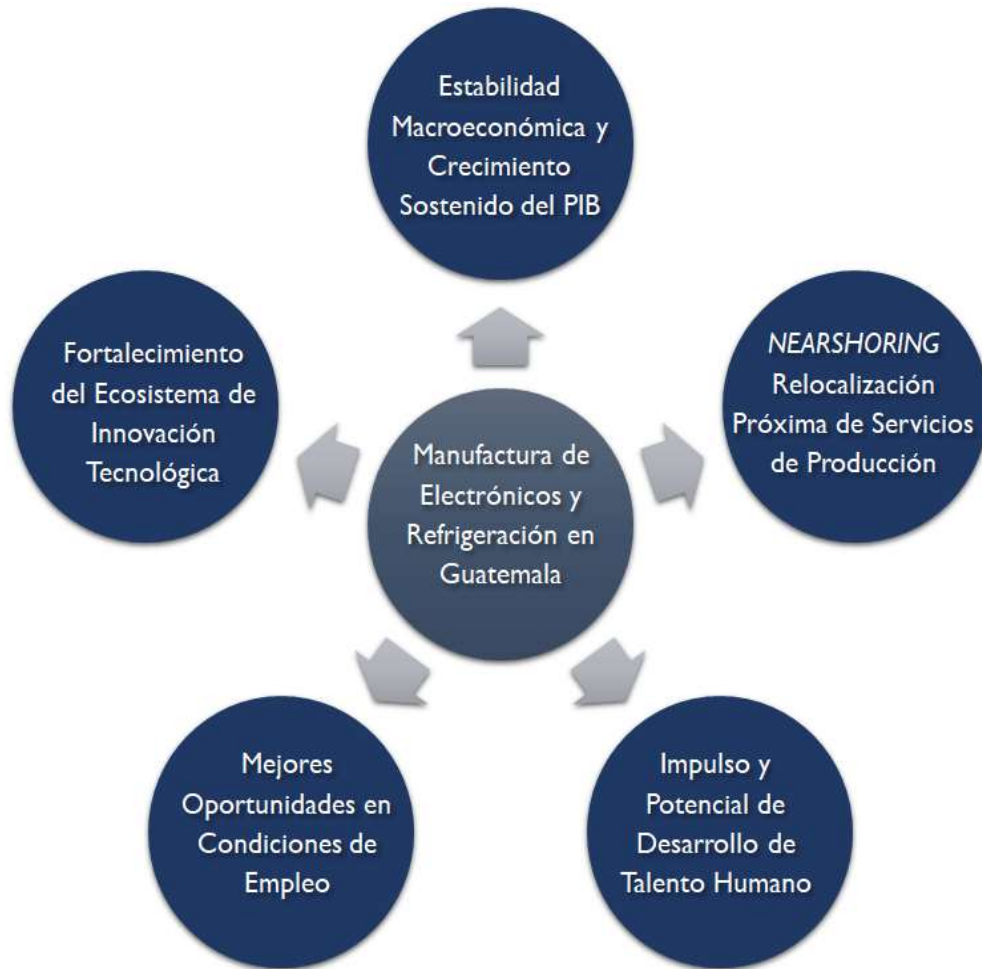 Estabilidad
Macroeconómica y
Crecimiento
Sostenido del PIB
Fortalecimiento
del Ecosistema de
Innovación
Tecnológica
NEARSHORING
Relocalización
Próxima de Servicios
de Producción
Manufactura de
Electrónicos y
Refrigeración en
Guatemala
Mejores
Oportunidades en
Condiciones de
Empleo
Impulso y
Potencial de
Desarrollo de
Talento Humano